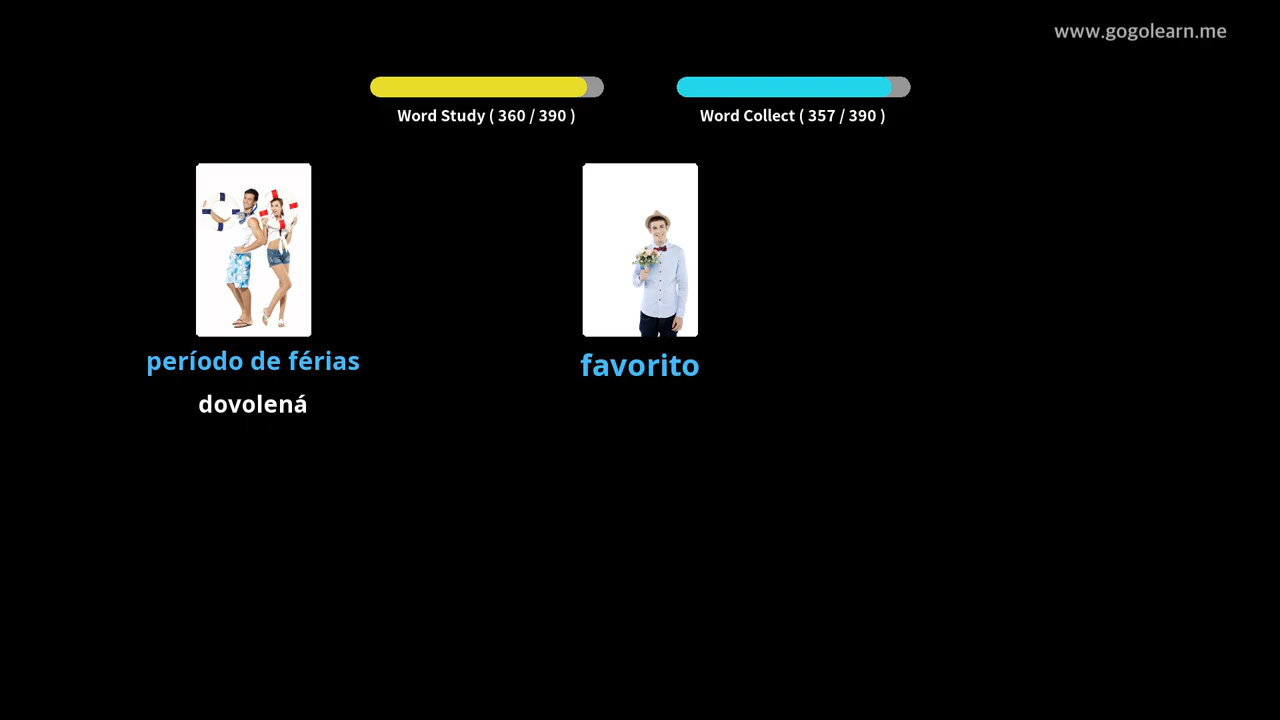 www.gogolearn.me
Word Study ( 360 / 390 )
Word Collect ( 357 / 390 )
período de férias
dovolená
favorito